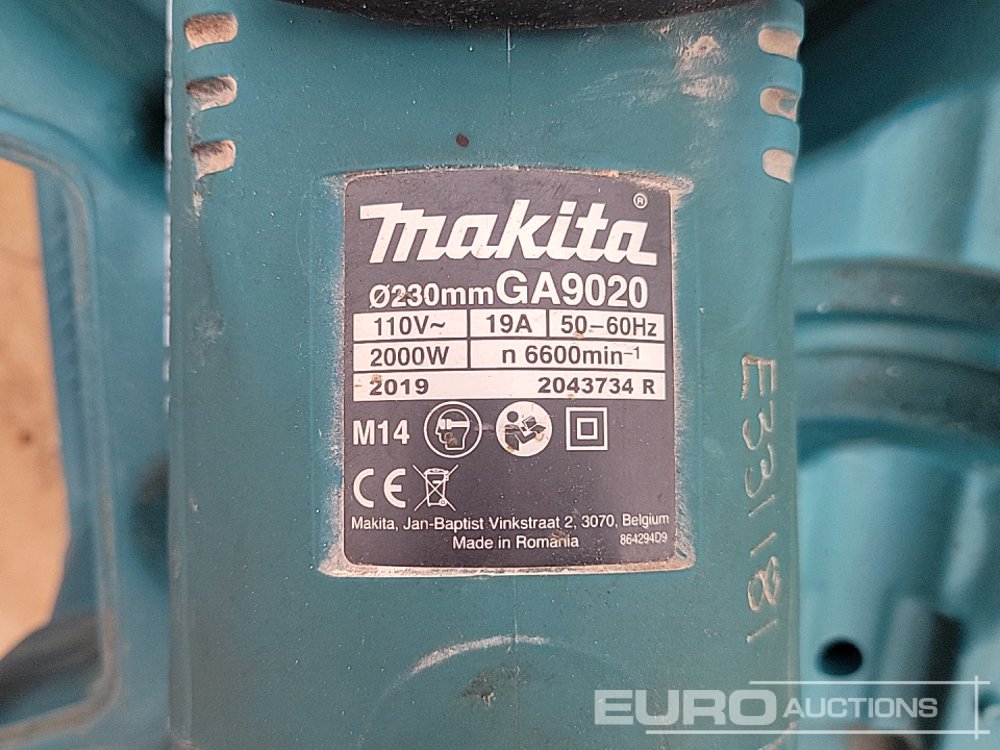 makita®
Ø230mm GA9020
110V~ 19A 50-60Hz
2000W n 6600min⁻¹
2019 2043734 R
M14
CE
Makita, Jan-Baptist Vinkstraat 2, 3070, Belgium
Made in Romania 864294D9
E331181
EURO AUCTIONS